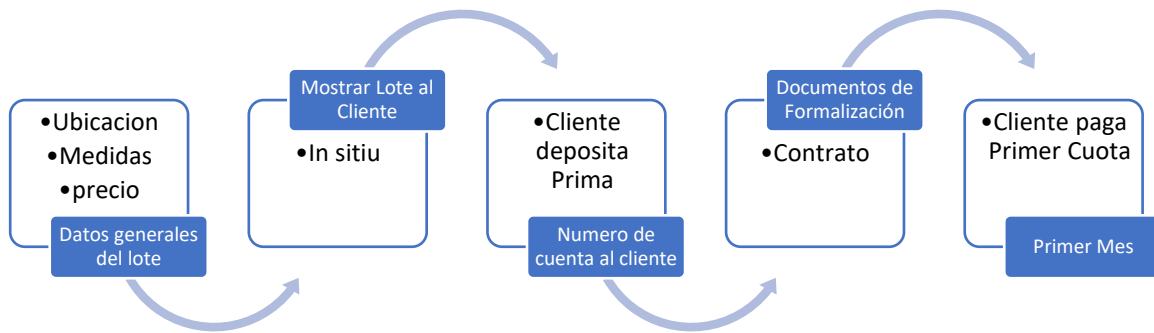 •Ubicacion
•Medidas
•precio
Datos generales
del lote
Mostrar Lote al
Cliente
•In sitiu
•Cliente
deposita
Prima
Numero de
cuenta al cliente
Documentos de
Formalización
•Contrato
•Cliente paga
Primer Cuota
Primer Mes